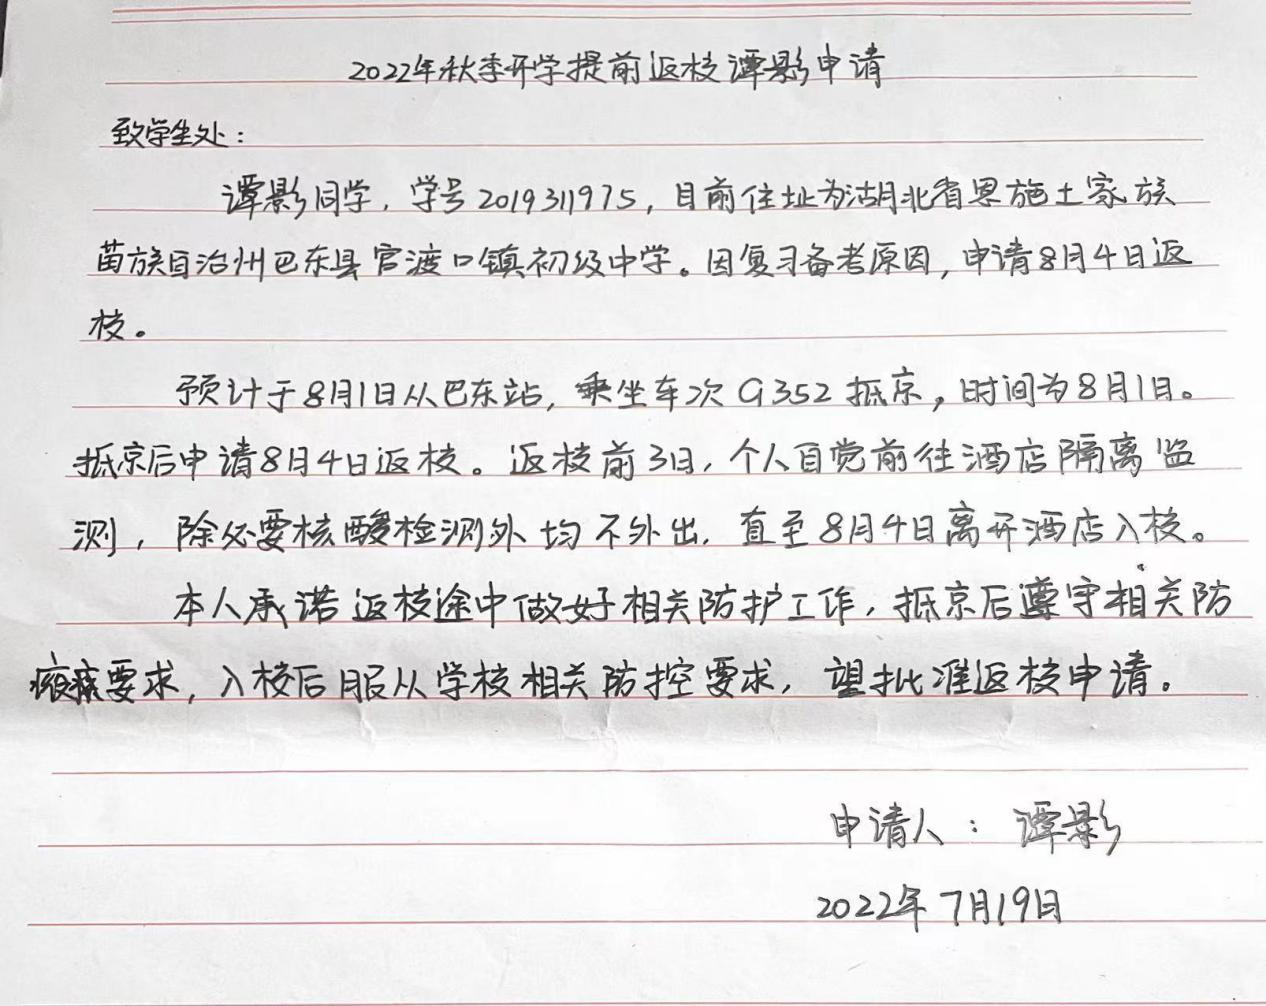 2022年秋季开学提前返校谭影申请
致学生处：
谭影同学，学号2019311975，目前住址为湖北省恩施土家族
苗族自治州巴东县官渡口镇初级中学。因复习备考原因，申请8月4日返
校。
预计于8月1日从巴东站，乘坐车次G352抵京，时间为8月1日。
抵京后申请8月4日返校。返校前3日，个人自觉前往酒店隔离监
测，除必要核酸检测外均不外出，直至8月4日离开酒店入校。
本人承诺返校途中做好相关防护工作，抵京后遵守相关防
疫要求，入校后服从学校相关防控要求，望批准返校申请。
申请人：谭影
2022年7月19日